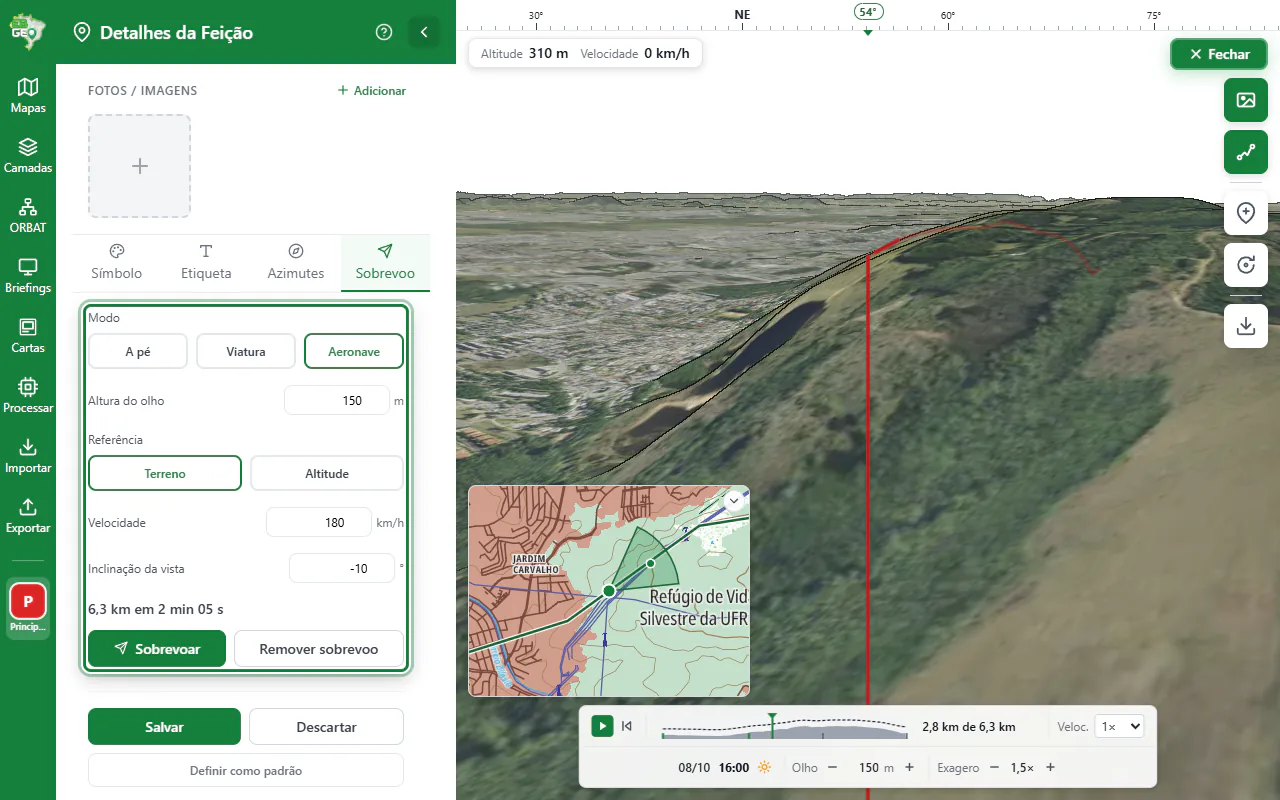 EB
GEO
Detalhes da Feição
?
Mapas
Camadas
ORBAT
Briefings
Cartas
Processar
Importar
Exportar
P
Princip...
FOTOS / IMAGENS
+ Adicionar
+
Símbolo
Etiqueta
Azimutes
Sobrevoo
Modo
A pé
Viatura
Aeronave
Altura do olho
150
m
Referência
Terreno
Altitude
Velocidade
180
km/h
Inclinação da vista
-10
°
6,3 km em 2 min 05 s
Sobrevoar
Remover sobrevoo
Salvar
Descartar
Definir como padrão
30°
NE
54°
60°
75°
Altitude 310 m Velocidade 0 km/h
× Fechar
JARDIM
CARVALHO
Refúgio de Vid
Silvestre da UFR
2,8 km de 6,3 km
Veloc.
1×
08/10 16:00
Olho − 150 m +
Exagero − 1,5× +